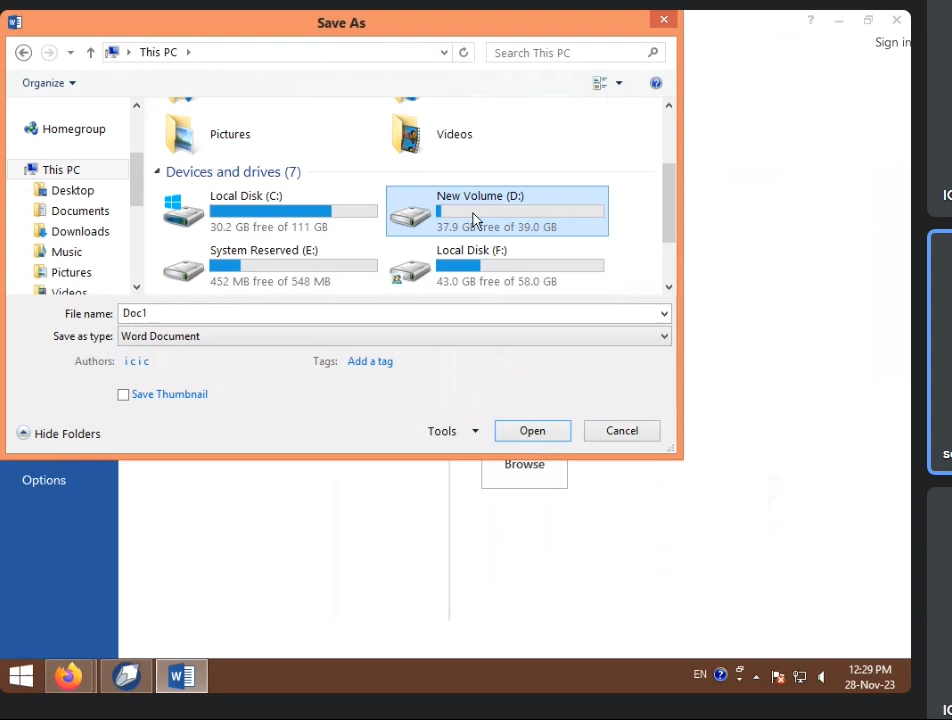 Save As
?
Sign in
This PC
Search This PC
Organize
?
Homegroup
This PC
Desktop
Documents
Downloads
Music
Pictures
Videos
Pictures
Videos
Devices and drives (7)
Local Disk (C:)
30.2 GB free of 111 GB
New Volume (D:)
37.9 GB free of 39.0 GB
System Reserved (E:)
452 MB free of 548 MB
Local Disk (F:)
43.0 GB free of 58.0 GB
File name: Doc1
Save as type: Word Document
Authors: i c i c
Tags: Add a tag
Save Thumbnail
Hide Folders
Tools
Open
Cancel
Browse
Options
EN
12:29 PM
28-Nov-23